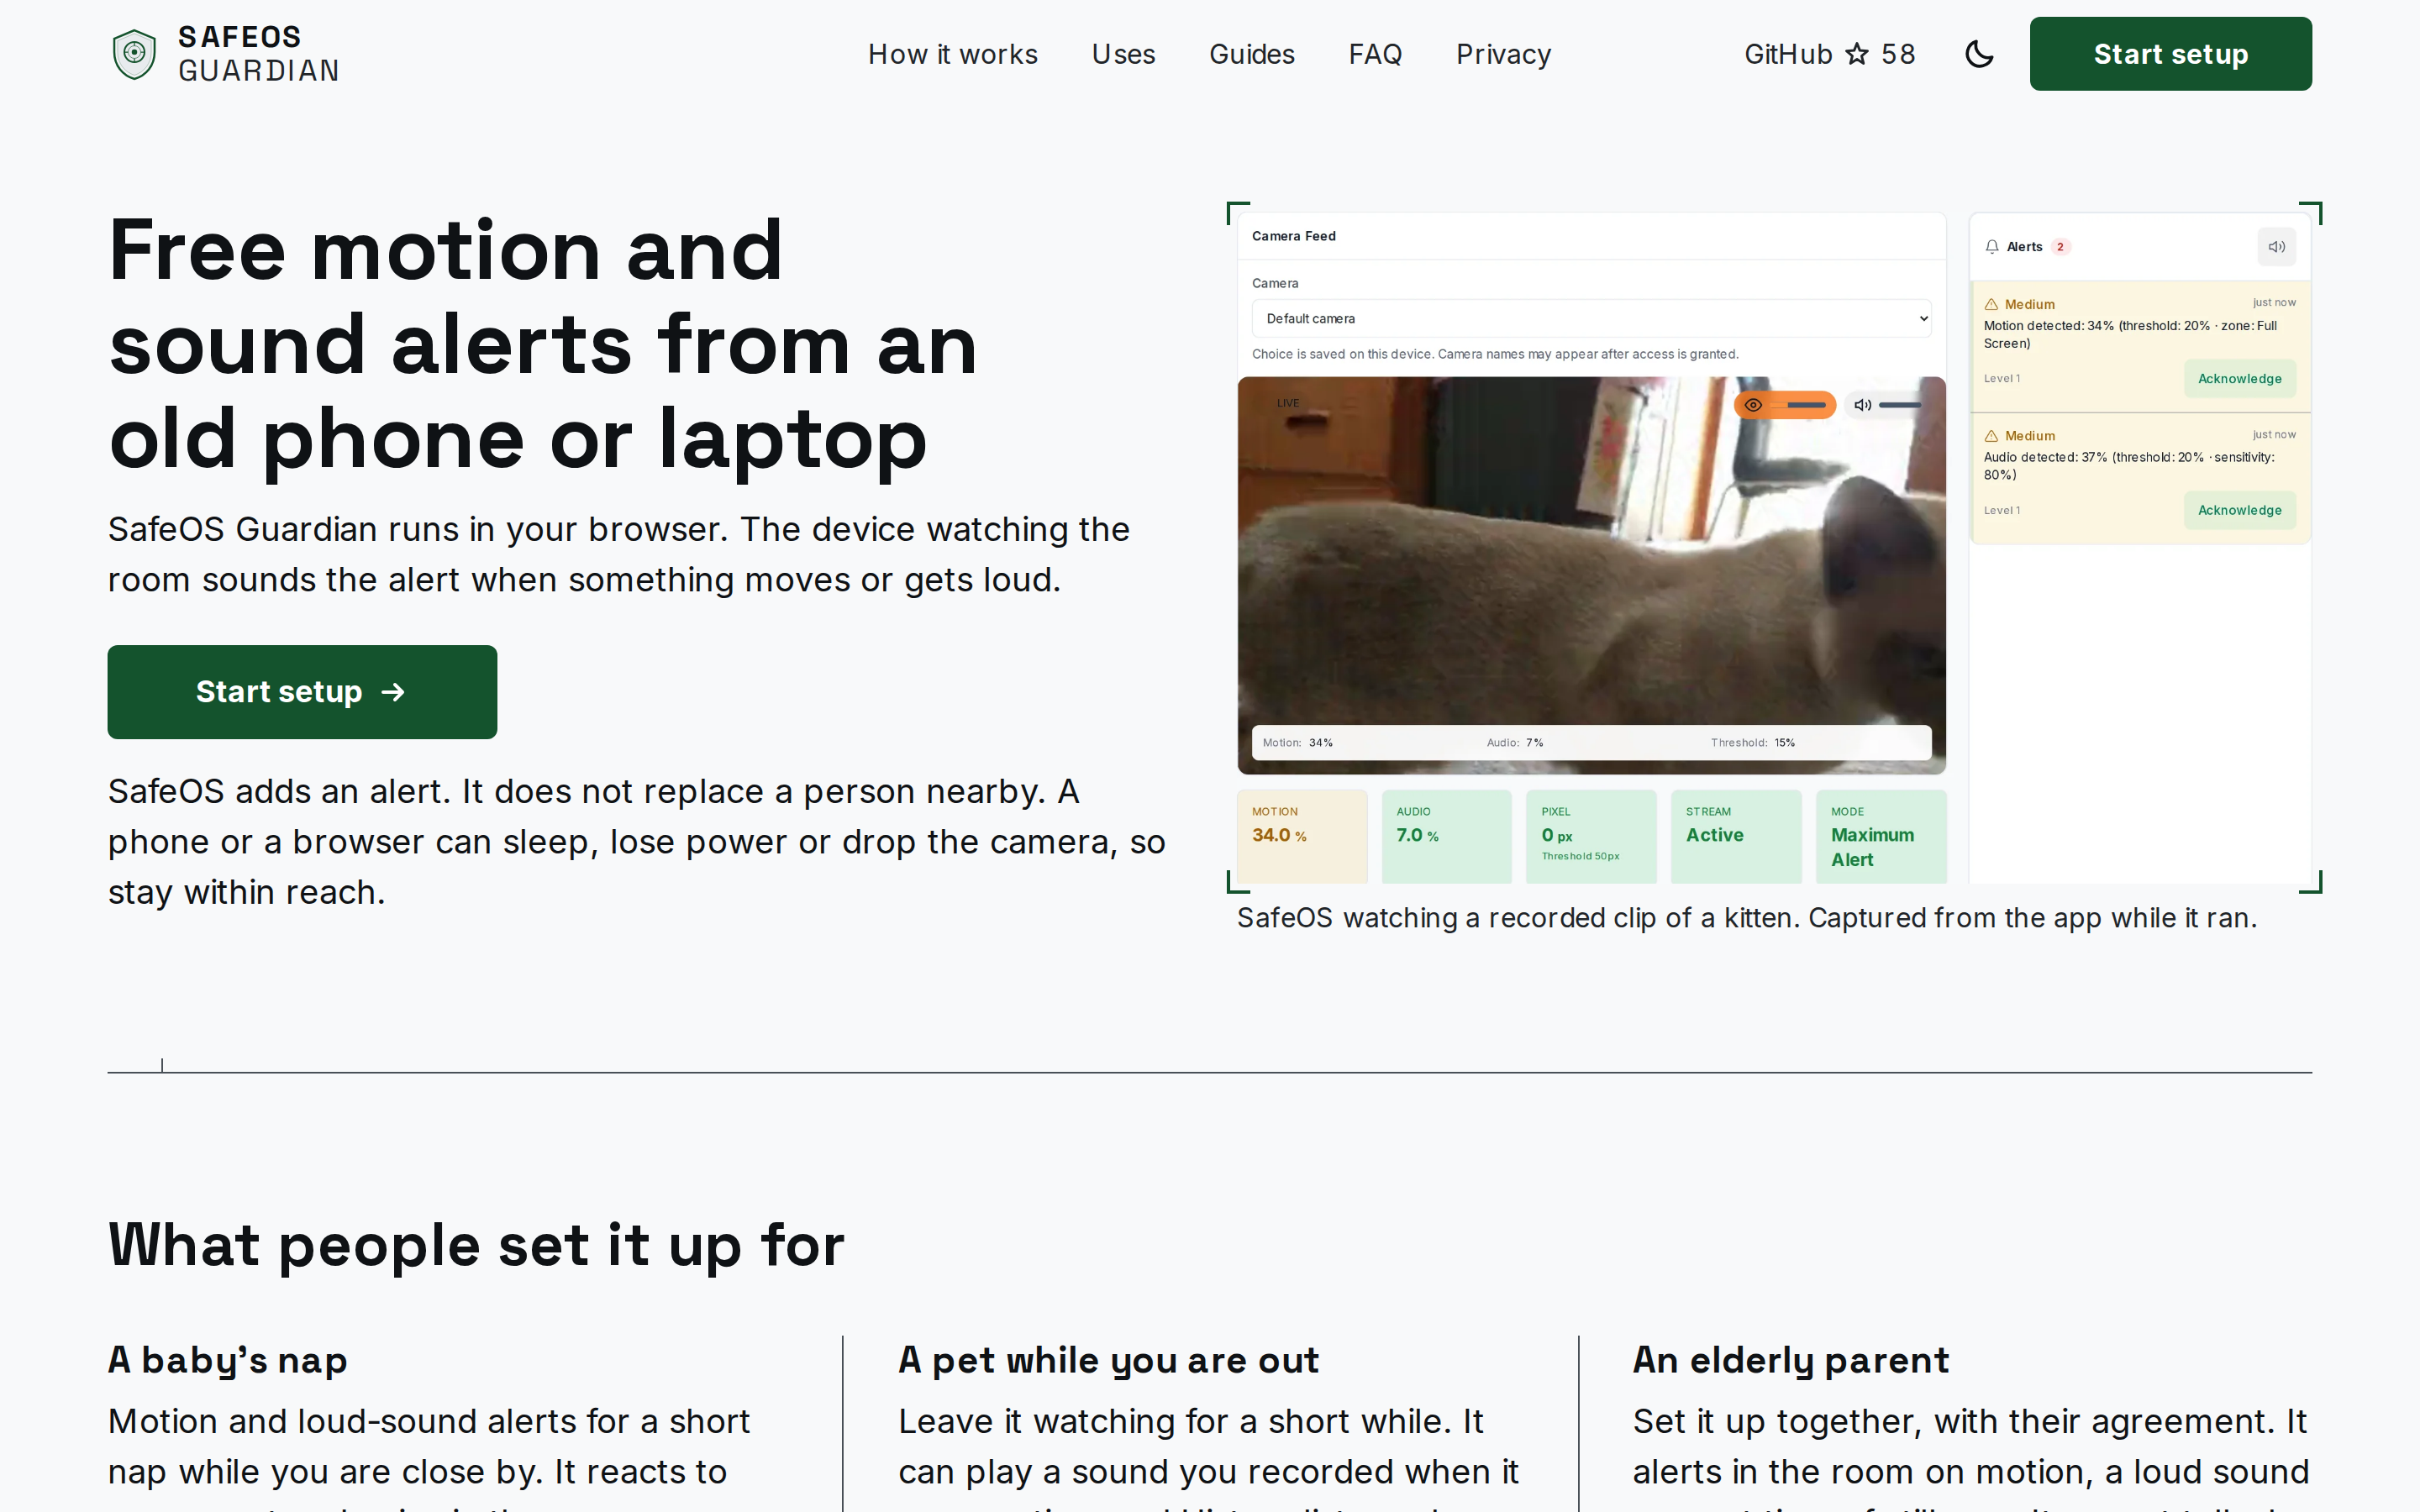 SAFEOS
GUARDIAN
How it works
Uses
Guides
FAQ
Privacy
GitHub ☆ 58
Start setup
Free motion and
sound alerts from an
old phone or laptop
SafeOS Guardian runs in your browser. The device watching the
room sounds the alert when something moves or gets loud.
Start setup →
SafeOS adds an alert. It does not replace a person nearby. A
phone or a browser can sleep, lose power or drop the camera, so
stay within reach.
Camera Feed
Camera
Default camera
Choice is saved on this device. Camera names may appear after access is granted.
LIVE
Motion: 34%
Audio: 7%
Threshold: 15%
MOTION
34.0 %
AUDIO
7.0 %
PIXEL
0 px
Threshold 50px
STREAM
Active
MODE
Maximum
Alert
Alerts 2
Medium
just now
Motion detected: 34% (threshold: 20% · zone: Full
Screen)
Level 1
Acknowledge
Medium
just now
Audio detected: 37% (threshold: 20% · sensitivity:
80%)
Level 1
Acknowledge
SafeOS watching a recorded clip of a kitten. Captured from the app while it ran.
What people set it up for
A baby’s nap
Motion and loud-sound alerts for a short
nap while you are close by. It reacts to
A pet while you are out
Leave it watching for a short while. It
can play a sound you recorded when it
An elderly parent
Set it up together, with their agreement. It
alerts in the room on motion, a loud sound